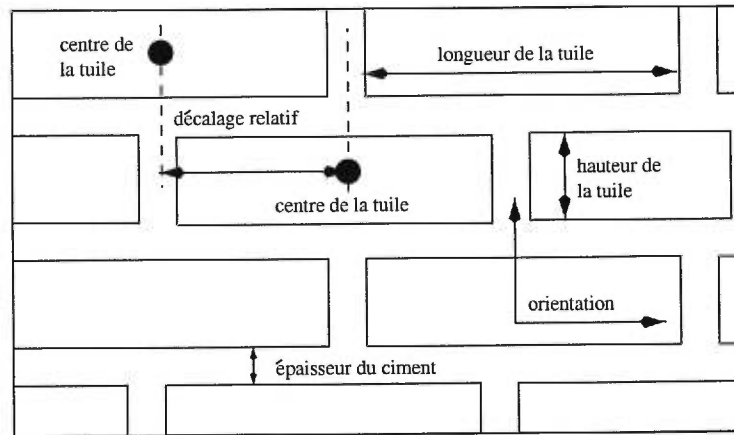 centre de
la tuile
longueur de la tuile
décalage relatif
hauteur de
la tuile
centre de la tuile
orientation
épaisseur du ciment